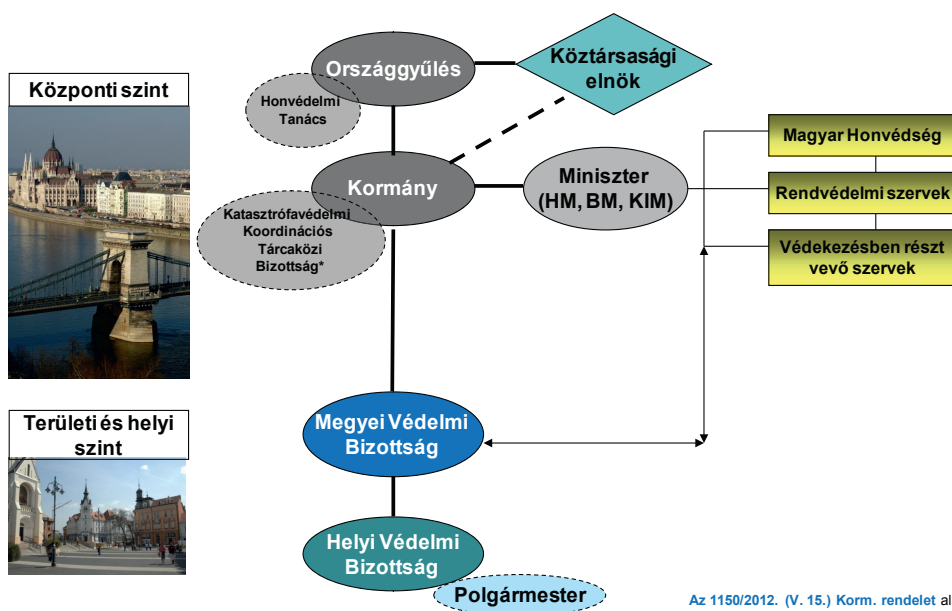 Központi szint
Országgyűlés
Köztársasági
elnök
Honvédelmi
Tanács
Kormány
Miniszter
(HM, BM, KIM)
Magyar Honvédség
Rendvédelmi szervek
Védekezésben részt
vevő szervek
Katasztrófavédelmi
Koordinációs
Tárcaközi
Bizottság*
Területi és helyi
szint
Megyei Védelmi
Bizottság
Helyi Védelmi
Bizottság
Polgármester
Az 1150/2012. (V. 15.) Korm. rendelet al